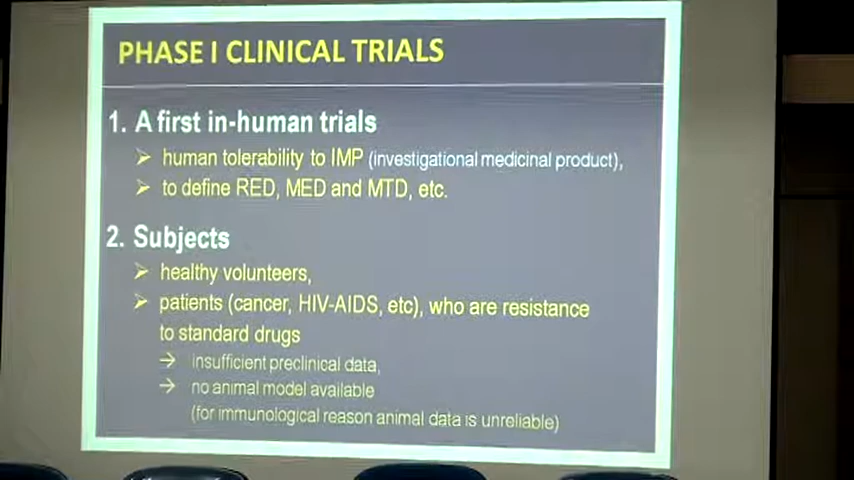 PHASE I CLINICAL TRIALS
1. A first in-human trials
➢ human tolerability to IMP (investigational medicinal product),
➢ to define RED, MED and MTD, etc.
2. Subjects
➢ healthy volunteers,
➢ patients (cancer, HIV-AIDS, etc), who are resistance
to standard drugs
→ insufficient preclinical data,
→ no animal model available
(for immunological reason animal data is unreliable)